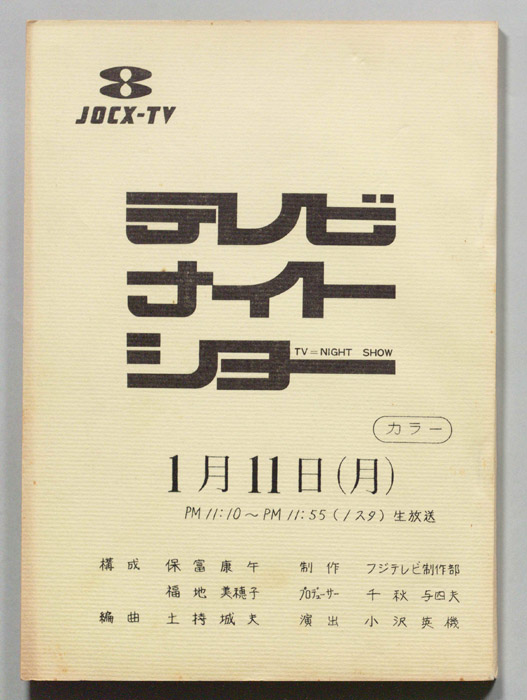 JOCX-TV
テレビ
ナイト
ショー
TV=NIGHT SHOW
カラー
1月11日(月)
PM 11:10～PM 11:55 (1スタ) 生放送
構成 保富康午 制作 フジテレビ制作部
福地美穂子 プロデューサー 千秋与四夫
編曲 土持城夫 演出 小沢英機